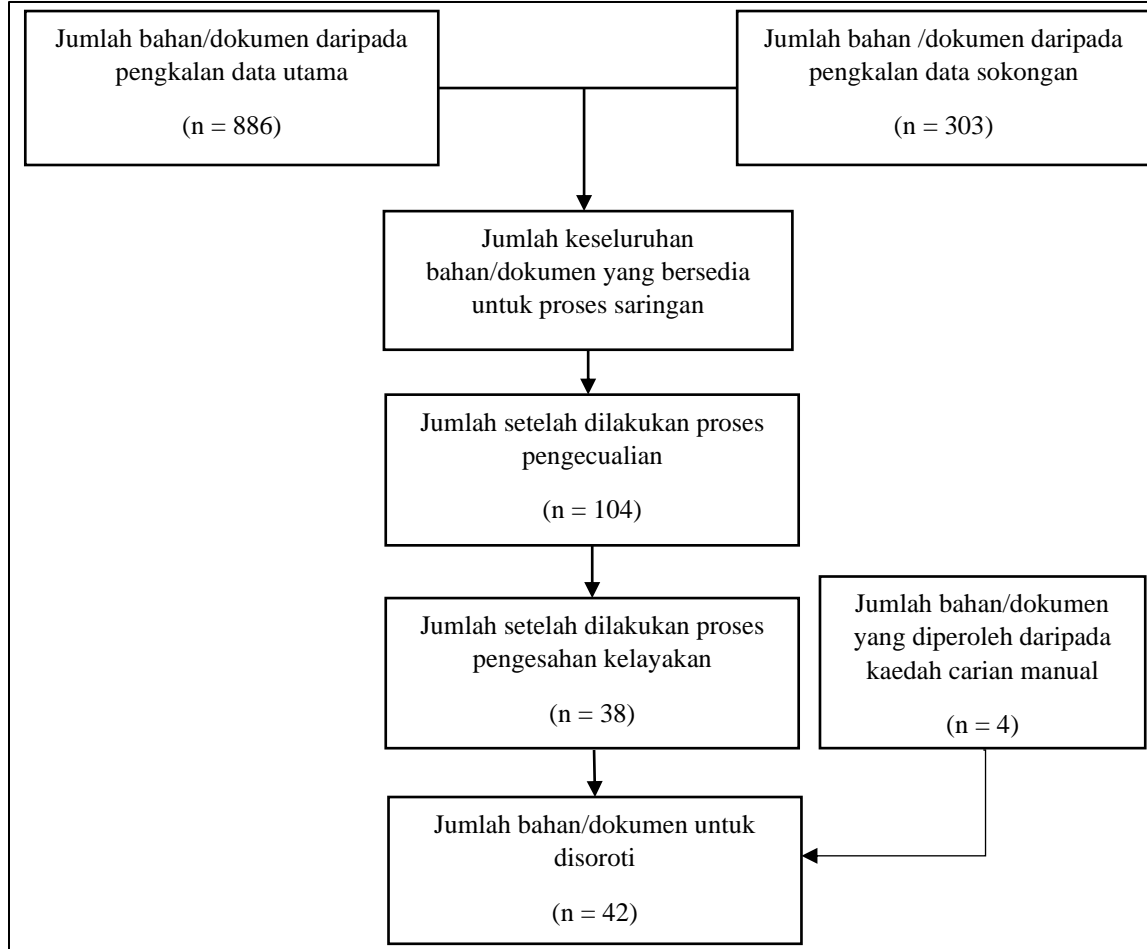 Jumlah bahan/dokumen daripada
pengkalan data utama
(n = 886)
Jumlah bahan /dokumen daripada
pengkalan data sokongan
(n = 303)
Jumlah keseluruhan
bahan/dokumen yang bersedia
untuk proses saringan
Jumlah setelah dilakukan proses
pengecualian
(n = 104)
Jumlah setelah dilakukan proses
pengesahan kelayakan
(n = 38)
Jumlah bahan/dokumen
yang diperoleh daripada
kaedah carian manual
(n = 4)
Jumlah bahan/dokumen untuk
disoroti
(n = 42)